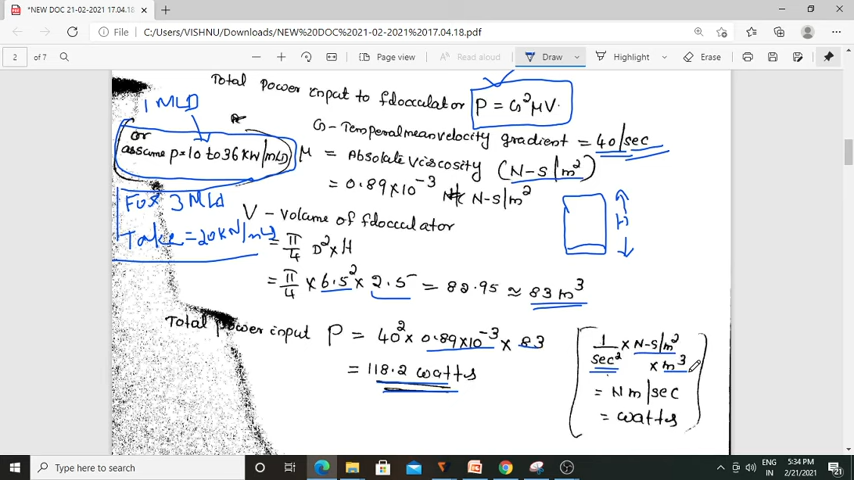 *NEW DOC 21-02-2021 2017.04.18
File
C:/Users/VISHNU/Downloads/NEW%20DOC%2021-02-2021%2017.04.18.pdf
2 of 7
Page view
Read aloud
Draw
Highlight
Erase
Total power input to flocculator P = G²μV.
1 MLD
G - Temporal mean velocity gradient = 40/sec
or
assume p=10 to 36 KW/MLD
μ = Absolute viscosity (N-S/m²)
= 0.89×10⁻³ N-S/m²
For 3 MLD
Take = 20KN/MLD
V - volume of flocculator
= π/4 D²×H
H
= π/4 × 6.5² × 2.5 = 82.95 ≈ 83 m³
Total power input P = 40² × 0.89×10⁻³ × 83
= 118.2 watts
1/sec² × N-S/m²
× m³
= Nm/sec
= watts
Type here to search
ENG
IN
5:34 PM
2/21/2021
21